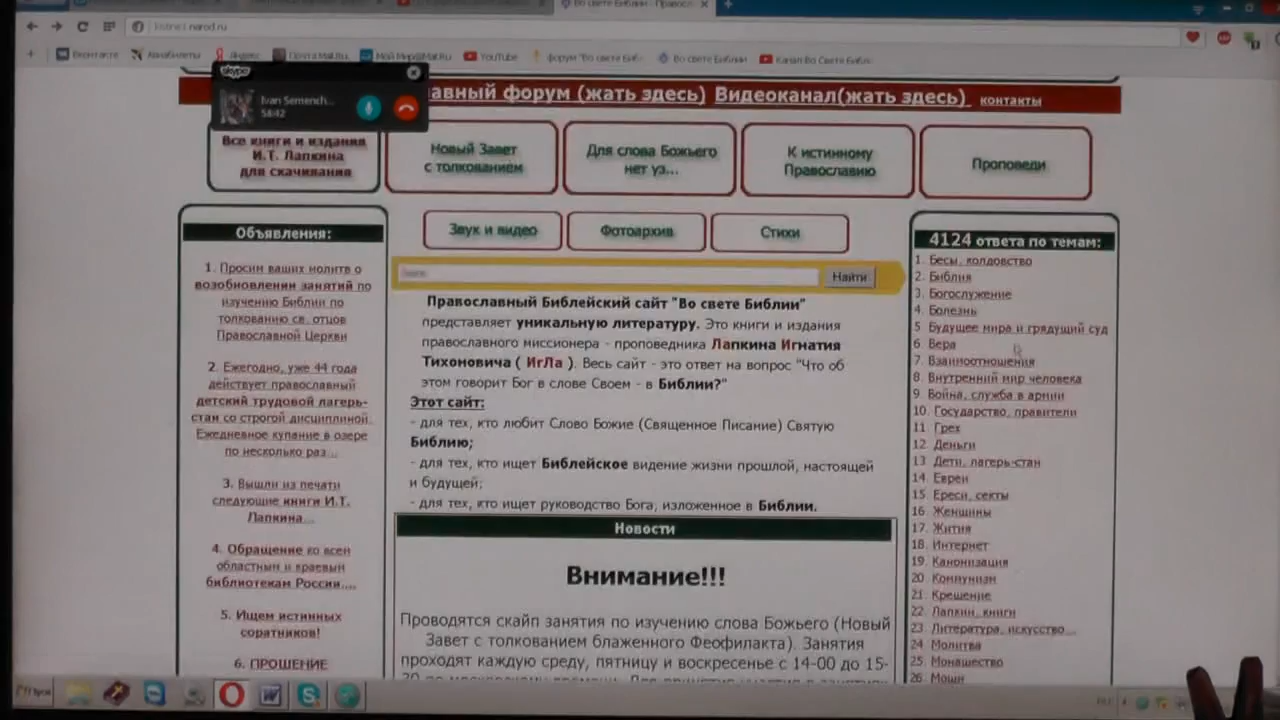 Во свете Библии - Правосл
narod.ru
Вконтакте
Авиабилеты
Яндекс
Почта Mail.Ru
Мой Мир@Mail.Ru
YouTube
форум "Во свете Биб
Во свете Библии
Канал Во Свете Библ
skype
Ivan Semench...
58:42
авный форум (жать здесь) Видеоканал(жать здесь) контакты
Все книги и издания
И.Т. Лапкина
для скачивания
Новый Завет
с толкованием
Для слова Божьего
нет уз...
К истинному
Православию
Проповеди
Звук и видео
Фотоархив
Стихи
Найти
Объявления:
1. Просим ваших молитв о
возобновлении занятий по
изучению Библии по
толкованию св. отцов
Православной Церкви
2. Ежегодно, уже 44 года
действует православный
детский трудовой лагерь-
стан со строгой дисциплиной.
Ежедневное купание в озере
по несколько раз...
3. Вышли из печати
следующие книги И.Т.
Лапкина...
4. Обращение ко всем
областным и краевым
библиотекам России....
5. Ищем истинных
соратников!
6. ПРОШЕНИЕ
Православный Библейский сайт "Во свете Библии"
представляет уникальную литературу. Это книги и издания
православного миссионера - проповедника Лапкина Игнатия
Тихоновича ( ИгЛа ). Весь сайт - это ответ на вопрос "Что об
этом говорит Бог в слове Своем - в Библии?"
Этот сайт:
- для тех, кто любит Слово Божие (Священное Писание) Святую
Библию;
- для тех, кто ищет Библейское видение жизни прошлой, настоящей
и будущей;
- для тех, кто ищет руководство Бога, изложенное в Библии.
Новости
Внимание!!!
Проводятся скайп занятия по изучению слова Божьего (Новый
Завет с толкованием блаженного Феофилакта). Занятия
проходят каждую среду, пятницу и воскресенье с 14-00 до 15-
4124 ответа по темам:
1. Бесы, колдовство
2. Библия
3. Богослужение
4. Болезнь
5 Будущее мира и грядущий суд
6 Вера
7. Взаимоотношения
8. Внутренний мир человека
9. Война, служба в армии
10. Государство, правители
11 Грех
12. Деньги
13 Дети, лагерь-стан
14 Евреи
15. Ереси, секты
16 Женщины
17. Жития
18. Интернет
19. Канонизация
20 Коммунизм
21. Крещение
22. Лапкин, книги
23 Литература, искусство...
24 Молитва
25. Монашество
26. Мощи
Пуск
RU